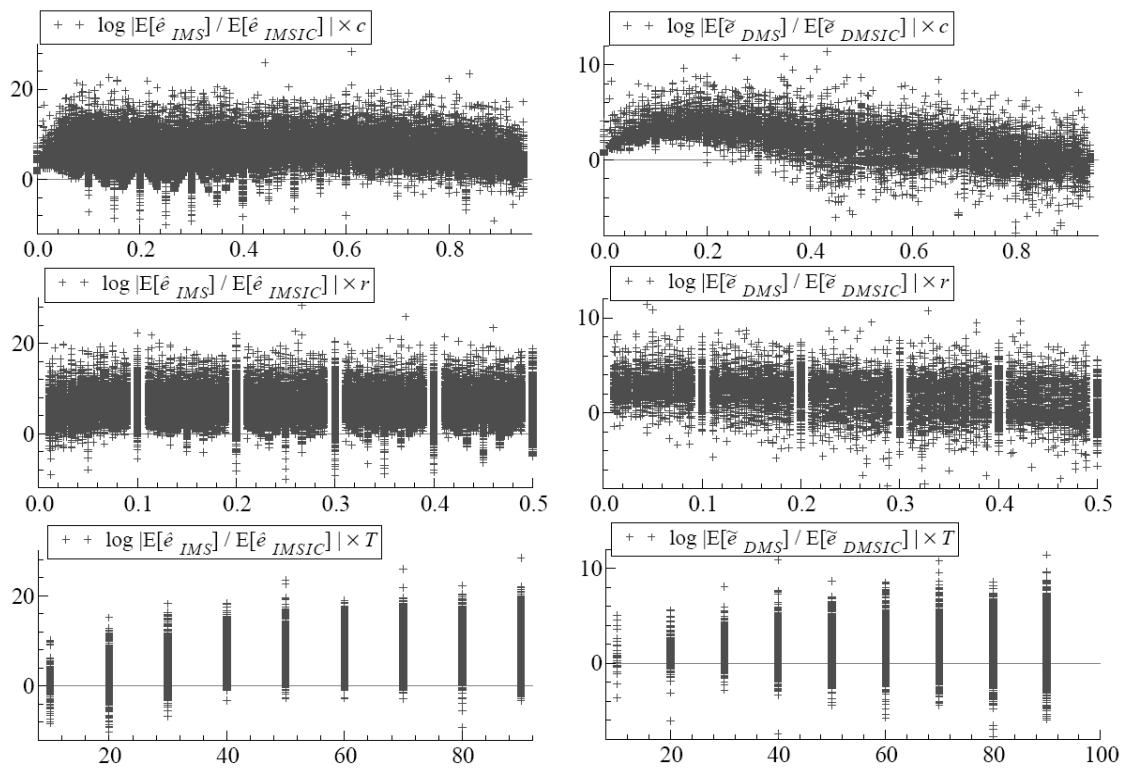 + + log |E[ê IMS] / E[ê IMSIC] | × c
20
0
0.0 0.2 0.4 0.6 0.8
+ + log |E[ẽ DMS] / E[ẽ DMSIC] | × c
10
0
0.0 0.2 0.4 0.6 0.8
+ + log |E[ê IMS] / E[ê IMSIC] | × r
20
0
0.0 0.1 0.2 0.3 0.4 0.5
+ + log |E[ẽ DMS] / E[ẽ DMSIC] | × r
10
0
0.0 0.1 0.2 0.3 0.4 0.5
+ + log |E[ê IMS] / E[ê IMSIC] | × T
20
0
20 40 60 80
+ + log |E[ẽ DMS] / E[ẽ DMSIC] | × T
10
0
20 40 60 80 100